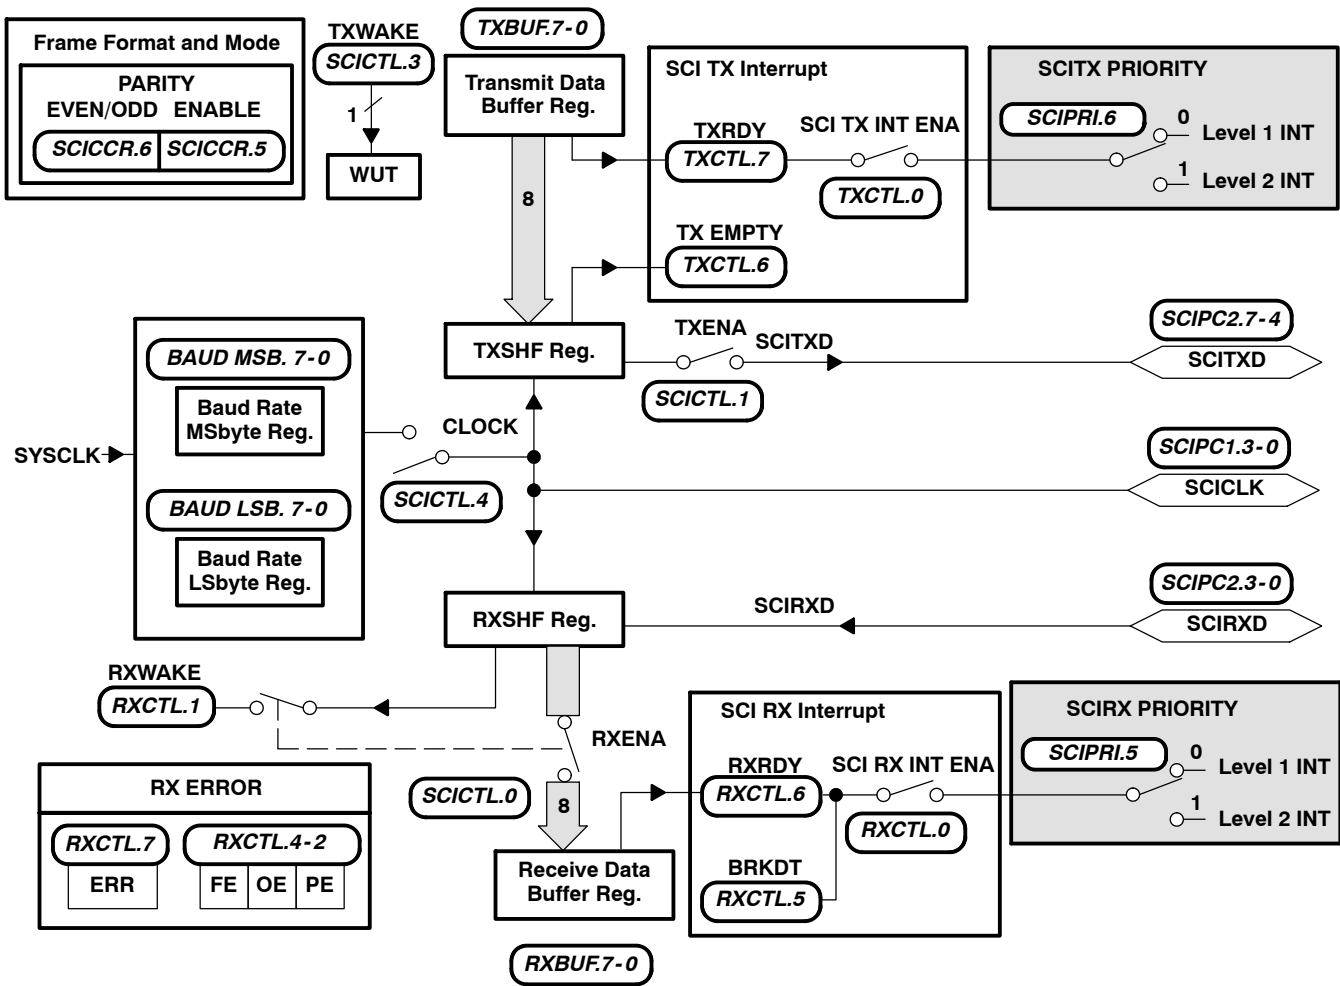 Frame Format and Mode
PARITY
EVEN/ODD ENABLE
SCICCR.6 SCICCR.5
TXWAKE
SCICTL.3
1
WUT
TXBUF.7-0
Transmit Data
Buffer Reg.
8
SCI TX Interrupt
TXRDY
TXCTL.7
SCI TX INT ENA
TXCTL.0
TX EMPTY
TXCTL.6
SCITX PRIORITY
SCIPRI.6
0
Level 1 INT
1
Level 2 INT
BAUD MSB. 7-0
Baud Rate
MSbyte Reg.
SYSCLK
BAUD LSB. 7-0
Baud Rate
LSbyte Reg.
TXSHF Reg.
TXENA
SCITXD
SCICTL.1
SCIPC2.7-4
SCITXD
CLOCK
SCICTL.4
SCIPC1.3-0
SCICLK
RXSHF Reg.
SCIRXD
SCIPC2.3-0
SCIRXD
RXWAKE
RXCTL.1
RXENA
SCICTL.0
8
RX ERROR
RXCTL.7
RXCTL.4-2
ERR
FE OE PE
Receive Data
Buffer Reg.
RXBUF.7-0
SCI RX Interrupt
RXRDY
RXCTL.6
SCI RX INT ENA
RXCTL.0
BRKDT
RXCTL.5
SCIRX PRIORITY
SCIPRI.5
0
Level 1 INT
1
Level 2 INT